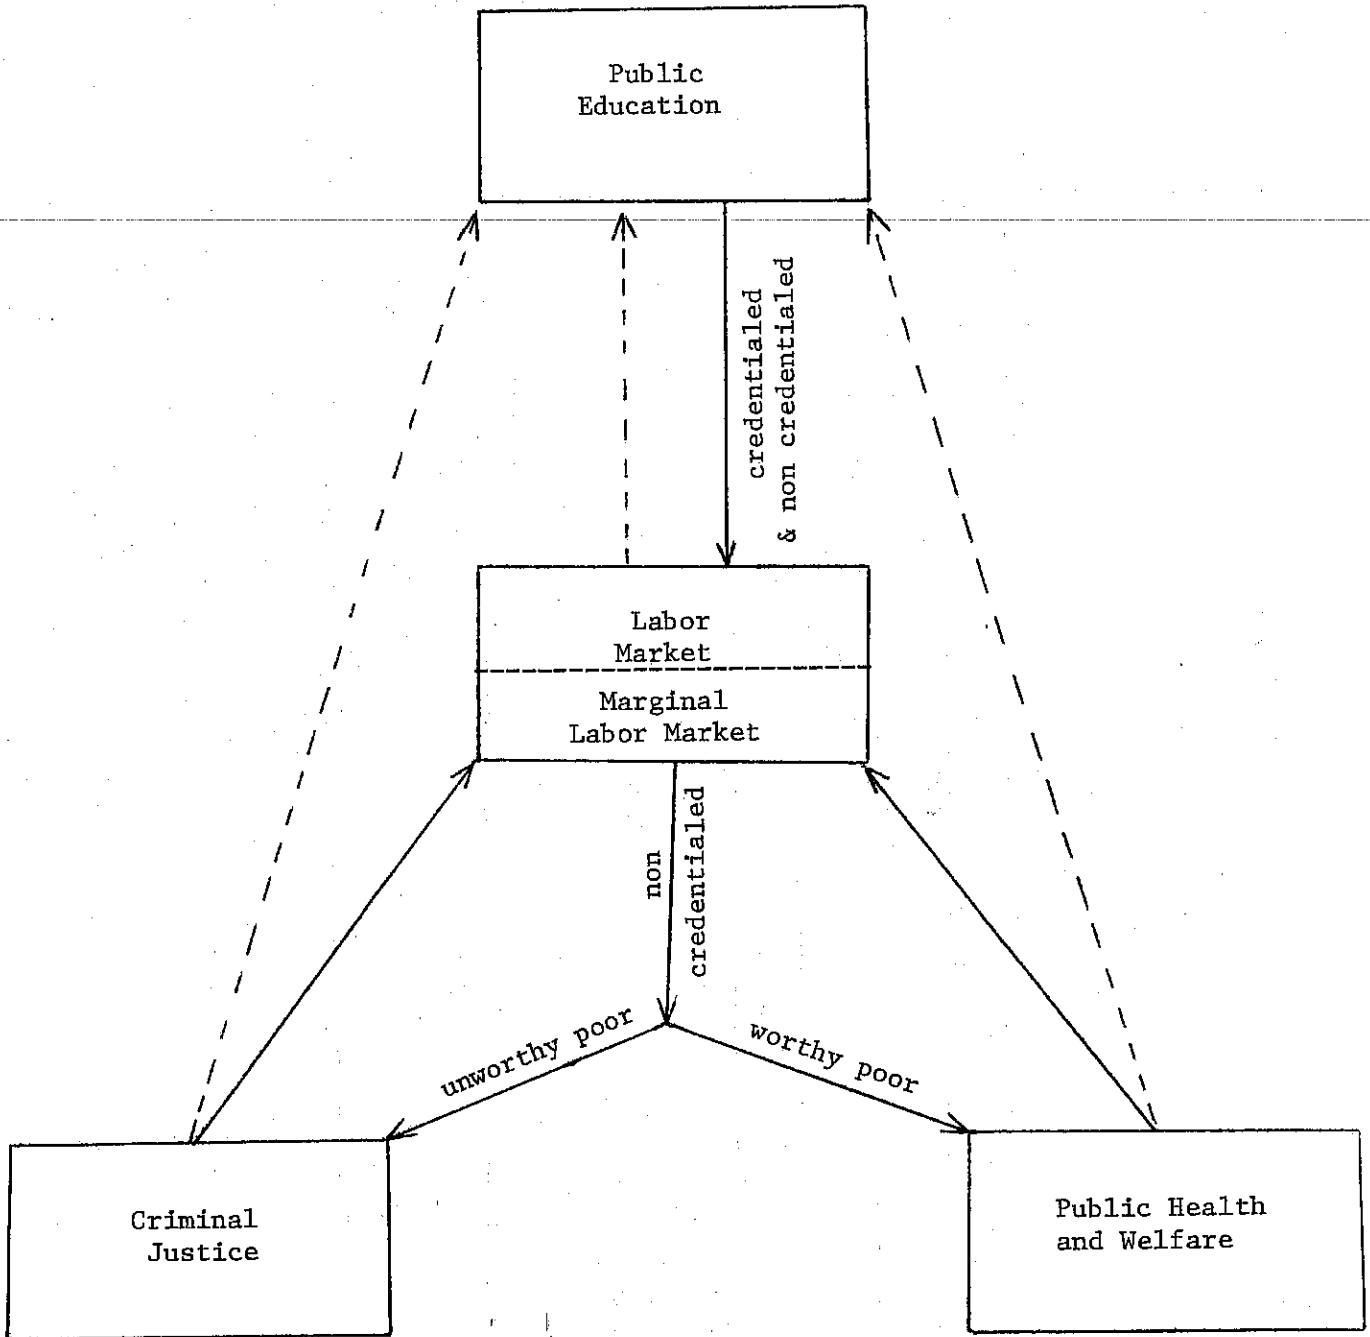 Public
Education
credentialed
& non credentialed
Labor
Market
Marginal
Labor Market
non
credentialed
unworthy poor
worthy poor
Criminal
Justice
Public Health
and Welfare